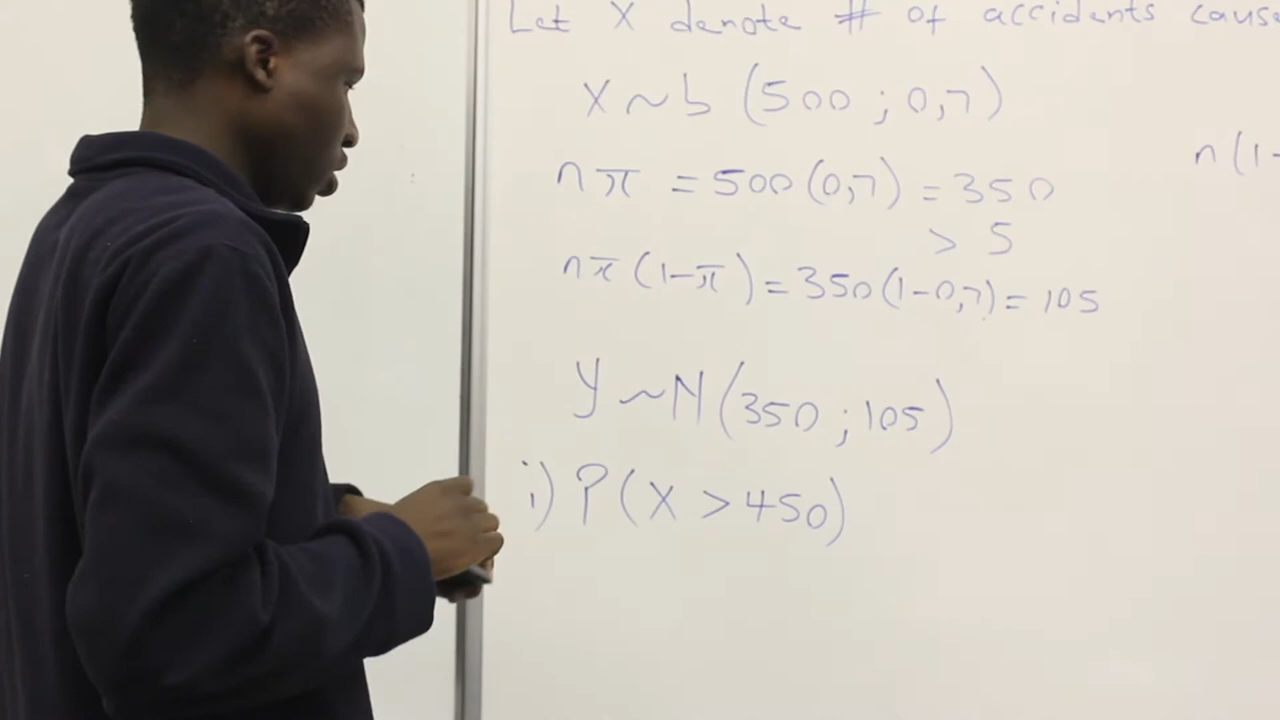 Let X denote # of accidents cause
X ~ b (500 ; 0,7)
n(1-
nπ = 500(0,7) = 350
> 5
nπ(1-π) = 350(1-0,7) = 105
Y ~ N(350 ; 105)
i) P(X > 450)